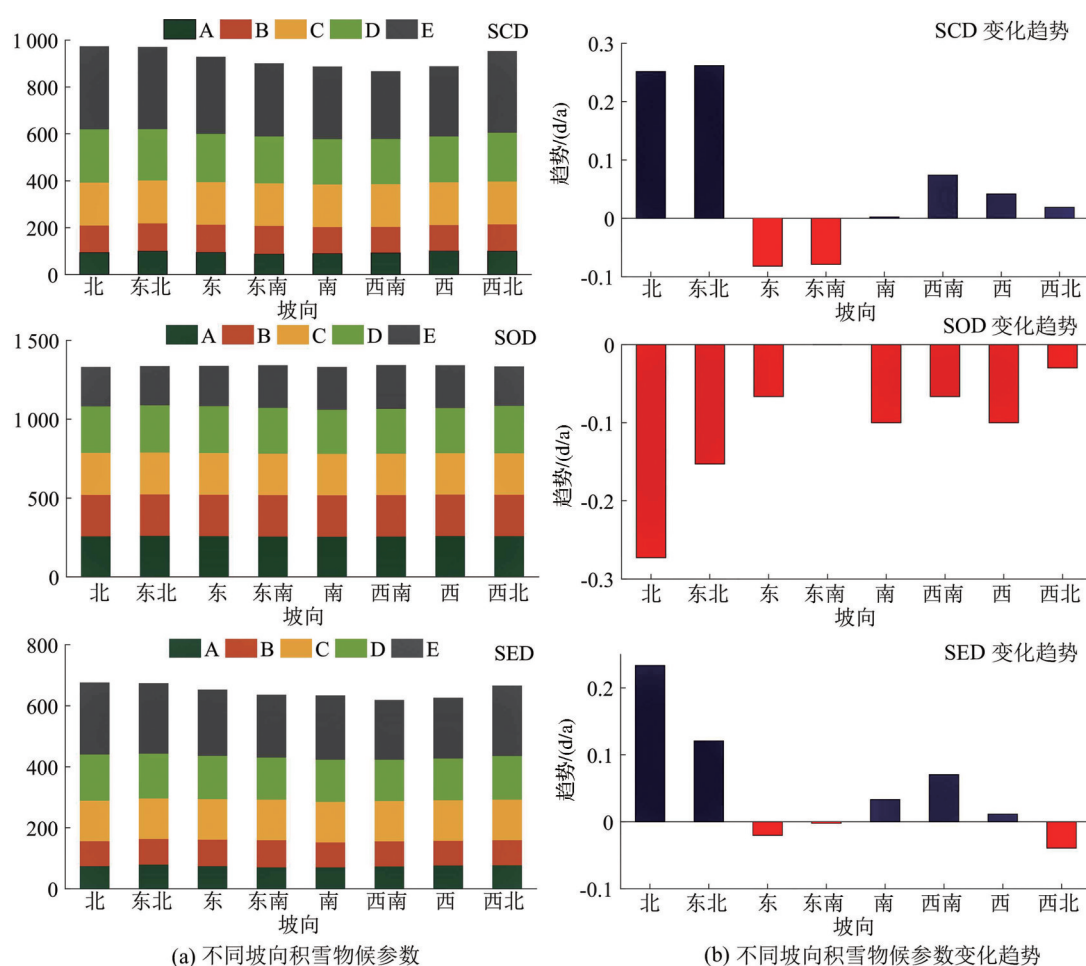 A B C D E SCD
1 000
800
600
400
200
0
北 东北 东 东南 南 西南 西 西北
坡向
SCD 变化趋势
趋势/(d/a)
0.3
0.2
0.1
0
-0.1
北 东北 东 东南 南 西南 西 西北
坡向
A B C D E SOD
1 500
1 000
500
0
北 东北 东 东南 南 西南 西 西北
坡向
SOD 变化趋势
趋势/(d/a)
0
-0.1
-0.2
-0.3
北 东北 东 东南 南 西南 西 西北
坡向
A B C D E SED
800
600
400
200
0
北 东北 东 东南 南 西南 西 西北
坡向
SED 变化趋势
趋势/(d/a)
0.2
0.1
0
-0.1
北 东北 东 东南 南 西南 西 西北
坡向
(a) 不同坡向积雪物候参数
(b) 不同坡向积雪物候参数变化趋势